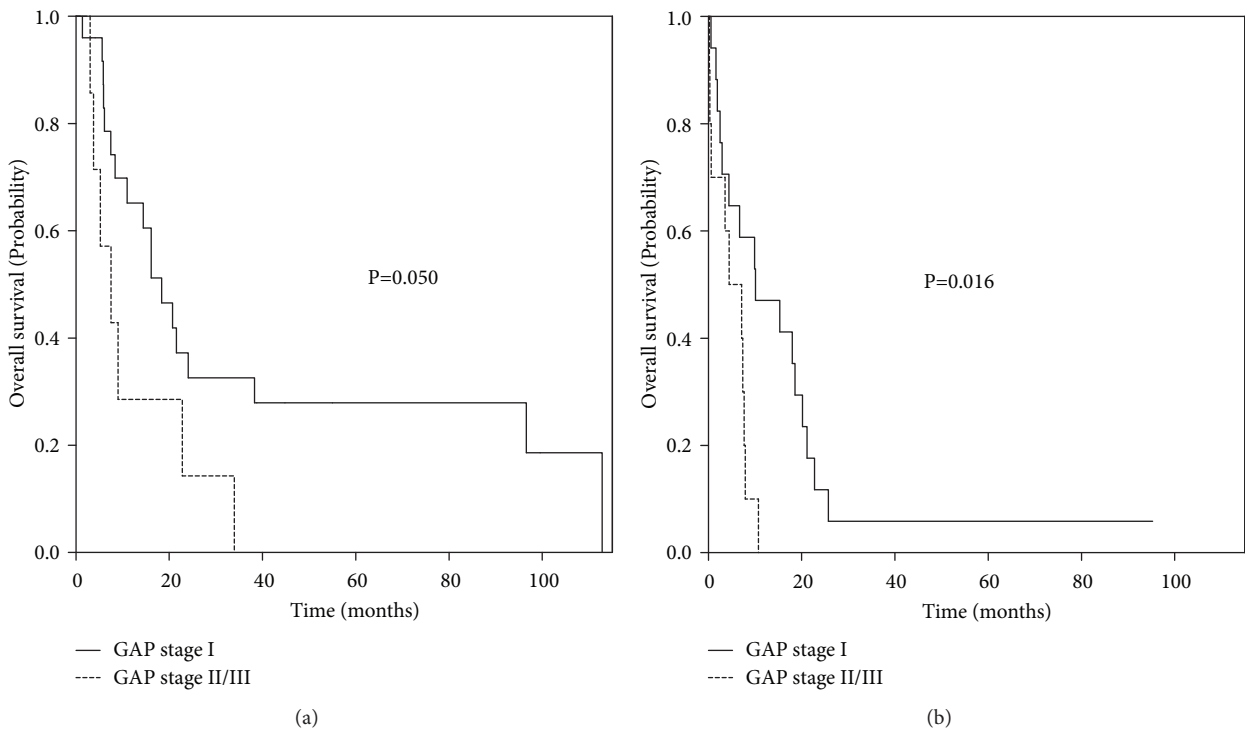 1.0
0.8
0.6
0.4
0.2
0.0
Overall survival (Probability)
P=0.050
0 20 40 60 80 100
Time (months)
GAP stage I
GAP stage II/III
(a)
1.0
0.8
0.6
0.4
0.2
0.0
Overall survival (Probability)
P=0.016
0 20 40 60 80 100
Time (months)
GAP stage I
GAP stage II/III
(b)